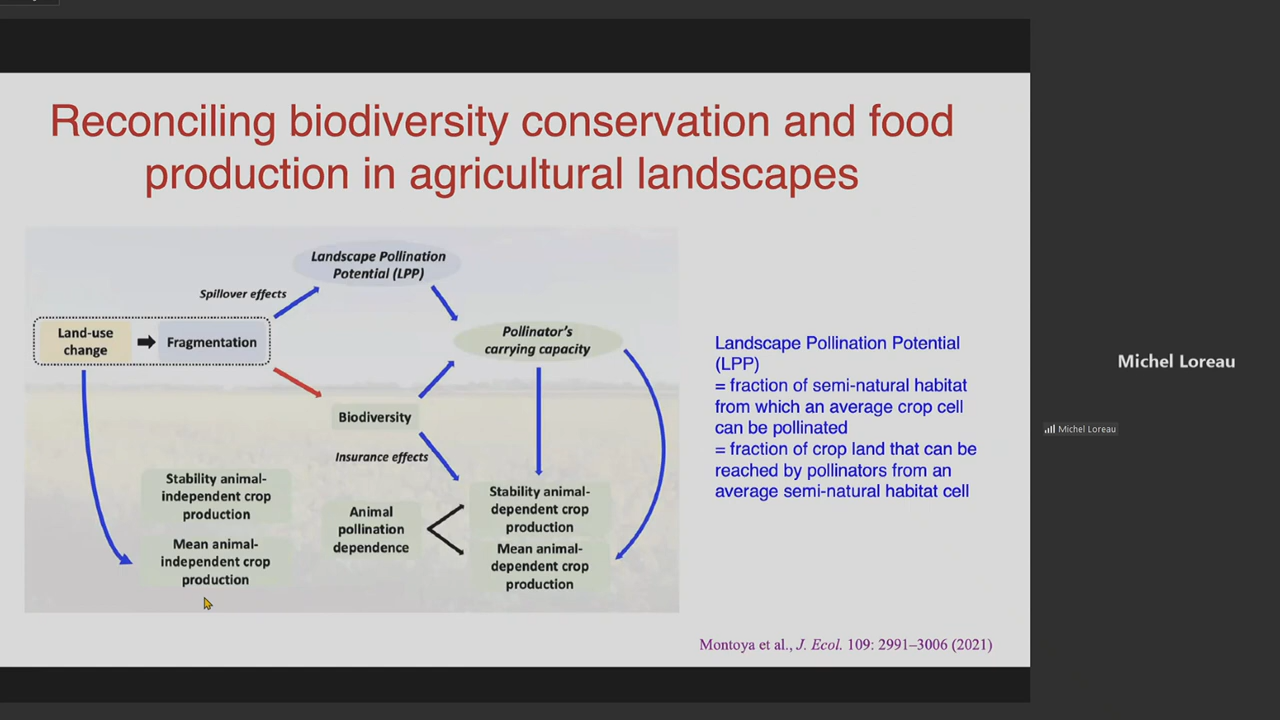 Reconciling biodiversity conservation and food
production in agricultural landscapes
Landscape Pollination
Potential (LPP)
Spillover effects
Land-use
change
Fragmentation
Pollinator's
carrying capacity
Biodiversity
Insurance effects
Stability animal-
independent crop
production
Mean animal-
independent crop
production
Animal
pollination
dependence
Stability animal-
dependent crop
production
Mean animal-
dependent crop
production
Landscape Pollination Potential
(LPP)
= fraction of semi-natural habitat
from which an average crop cell
can be pollinated
= fraction of crop land that can be
reached by pollinators from an
average semi-natural habitat cell
Montoya et al., J. Ecol. 109: 2991–3006 (2021)
Michel Loreau
Michel Loreau